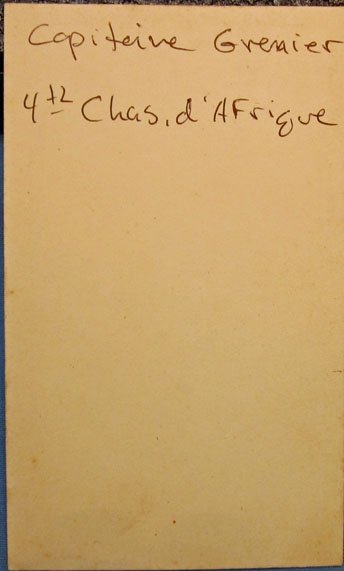 Capitaine Grenier
4th Chas. d'Afrique